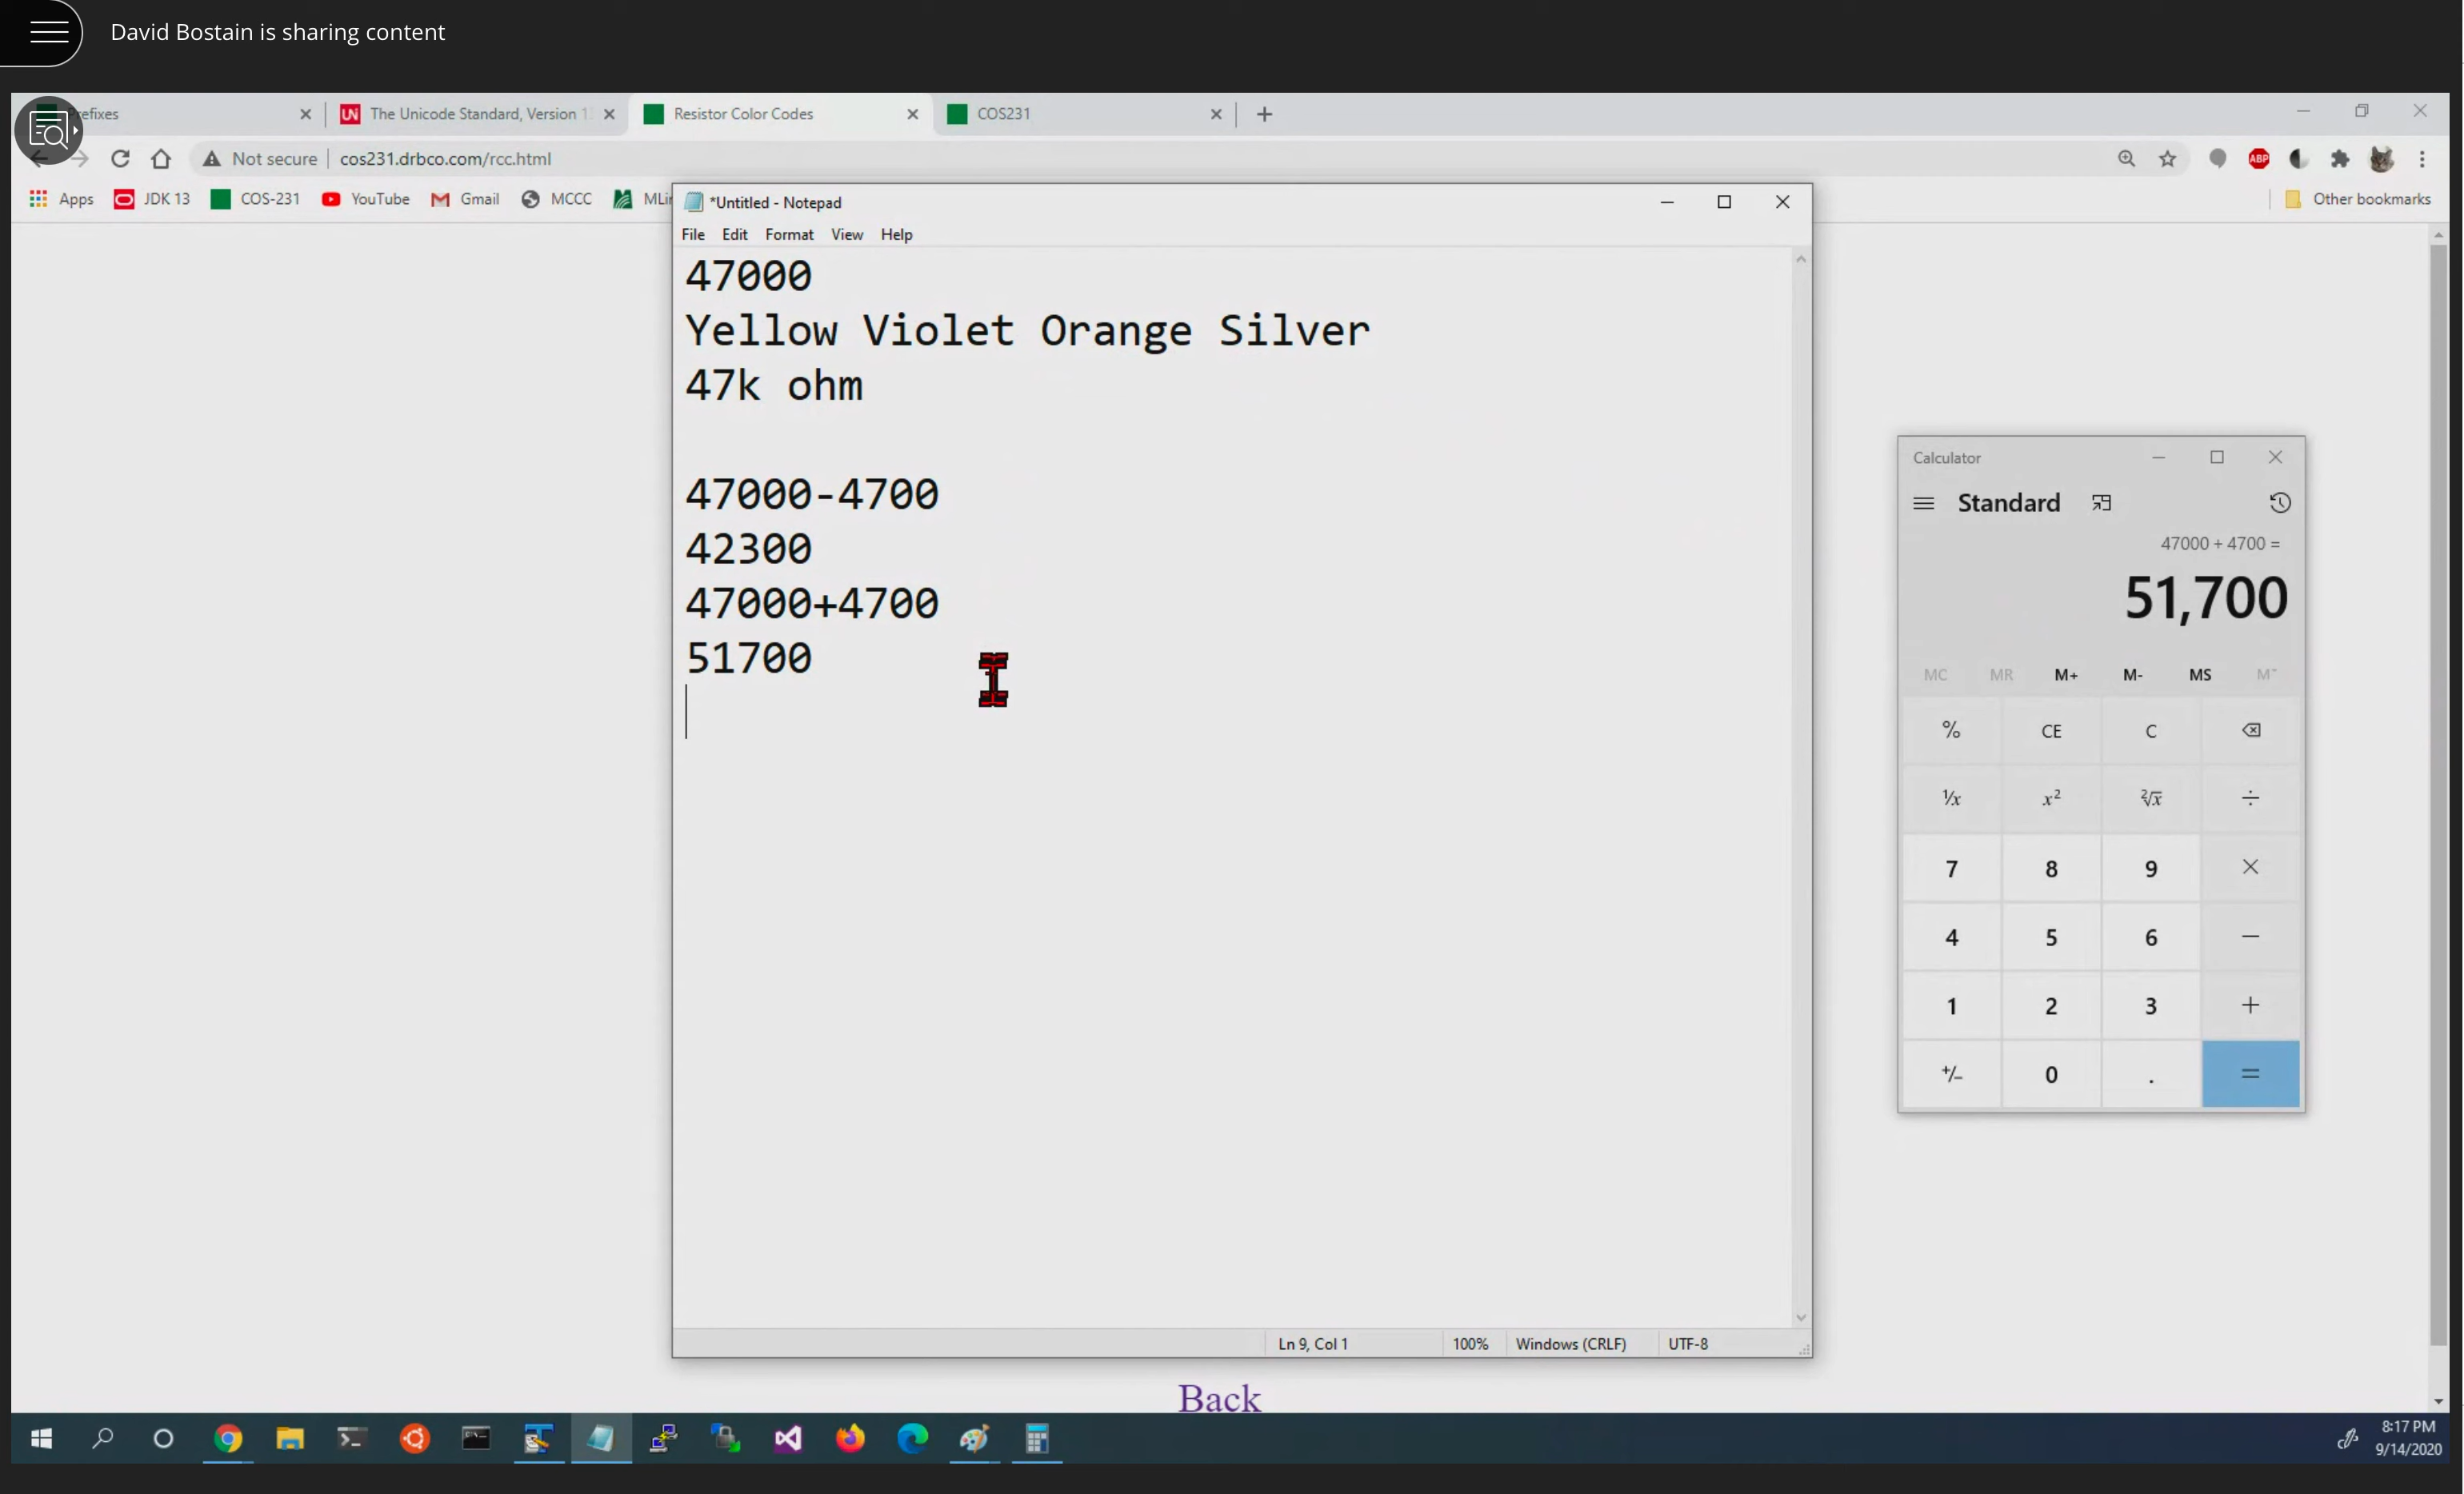 David Bostain is sharing content
refixes
The Unicode Standard, Version 1
Resistor Color Codes
COS231
Not secure
cos231.drbco.com/rcc.html
ABP
Apps
JDK 13
COS-231
YouTube
Gmail
MCCC
MLi
Other bookmarks
*Untitled - Notepad
File Edit Format View Help
47000
Yellow Violet Orange Silver
47k ohm
47000-4700
42300
47000+4700
51700
Ln 9, Col 1
100%
Windows (CRLF)
UTF-8
Back
Calculator
Standard
47000 + 4700 =
51,700
MC MR M+ M- MS M˅
% CE C
1/x x² ²√x ÷
7 8 9 ×
4 5 6 −
1 2 3 +
+/− 0 . =
8:17 PM
9/14/2020